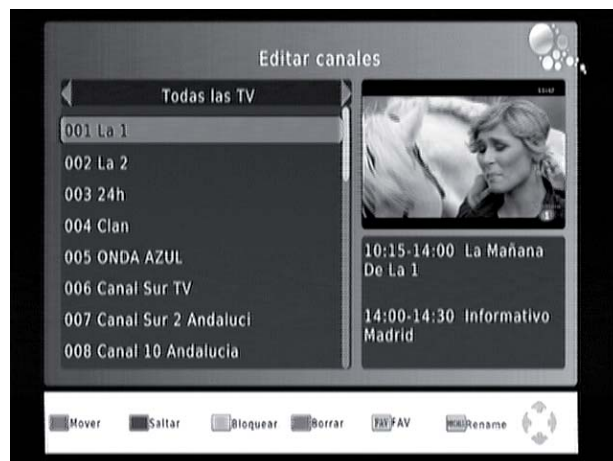 Editar canales
Todas las TV
001 La 1
002 La 2
003 24h
004 Clan
005 ONDA AZUL
006 Canal Sur TV
007 Canal Sur 2 Andaluci
008 Canal 10 Andalucia
1
10:15-14:00 La Mañana
De La 1
14:00-14:30 Informativo
Madrid
Mover Saltar Bloquear Borrar FAV FAV Rename